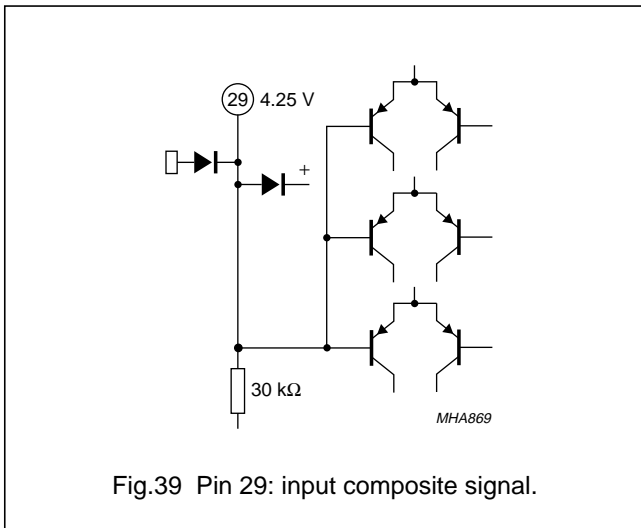 29 4.25 V
+
30 kΩ
MHA869
Fig.39 Pin 29: input composite signal.